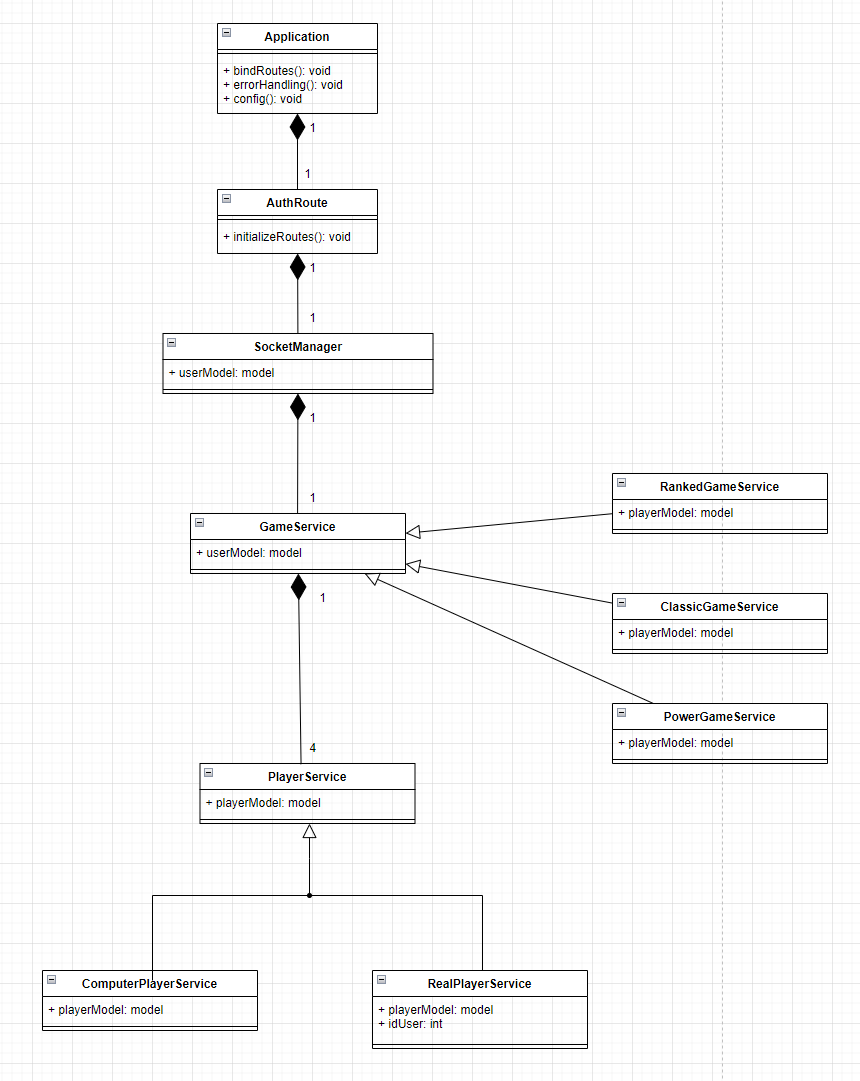 Application
+ bindRoutes(): void
+ errorHandling(): void
+ config(): void
1
1
AuthRoute
+ initializeRoutes(): void
1
1
SocketManager
+ userModel: model
1
1
GameService
+ userModel: model
1
RankedGameService
+ playerModel: model
ClassicGameService
+ playerModel: model
PowerGameService
+ playerModel: model
4
PlayerService
+ playerModel: model
ComputerPlayerService
+ playerModel: model
RealPlayerService
+ playerModel: model
+ idUser: int